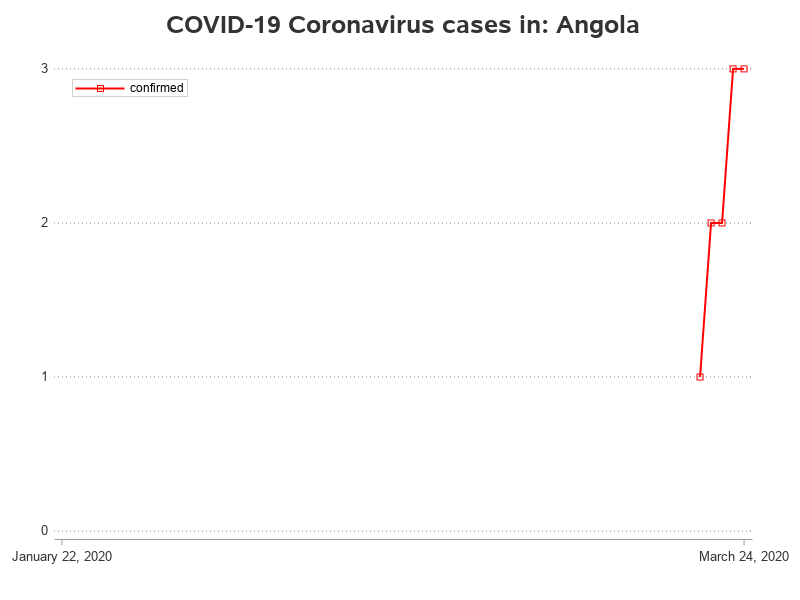 COVID-19 Coronavirus cases in: Angola
3
confirmed
2
1
0
January 22, 2020
March 24, 2020